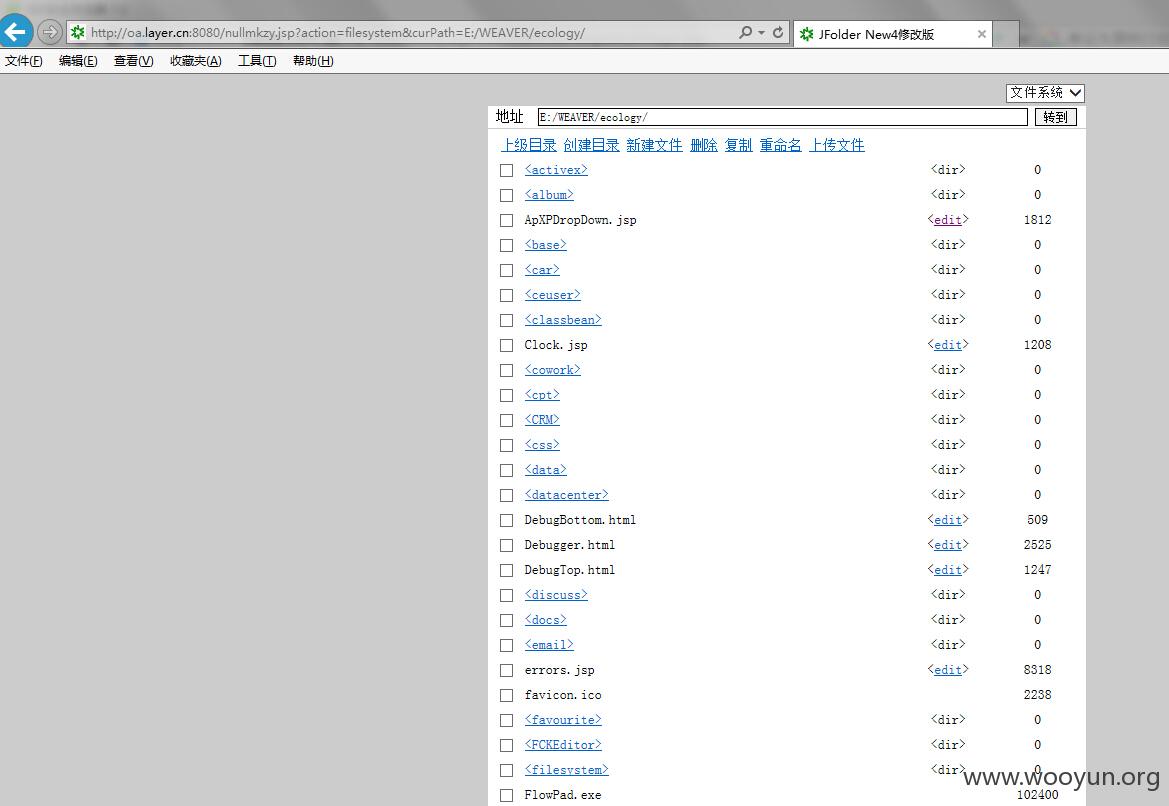 http://oa.layer.cn:8080/nullmkzy.jsp?action=filesystem&curPath=E:/WEAVER/ecology/ JFolder New4修改版
文件(F) 编辑(E) 查看(V) 收藏夹(A) 工具(T) 帮助(H)
文件系统
地址 E:/WEAVER/ecology/ 转到
上级目录 创建目录 新建文件 删除 复制 重命名 上传文件
<activex> <dir> 0
<album> <dir> 0
ApXPDropDown.jsp <edit> 1812
<base> <dir> 0
<car> <dir> 0
<ceuser> <dir> 0
<classbean> <dir> 0
Clock.jsp <edit> 1208
<cowork> <dir> 0
<cpt> <dir> 0
<CRM> <dir> 0
<css> <dir> 0
<data> <dir> 0
<datacenter> <dir> 0
DebugBottom.html <edit> 509
Debugger.html <edit> 2525
DebugTop.html <edit> 1247
<discuss> <dir> 0
<docs> <dir> 0
<email> <dir> 0
errors.jsp <edit> 8318
favicon.ico 2238
<favourite> <dir> 0
<FCKEditor> <dir> 0
<filesystem> <dir> 0
www.wooyun.org
FlowPad.exe 102400